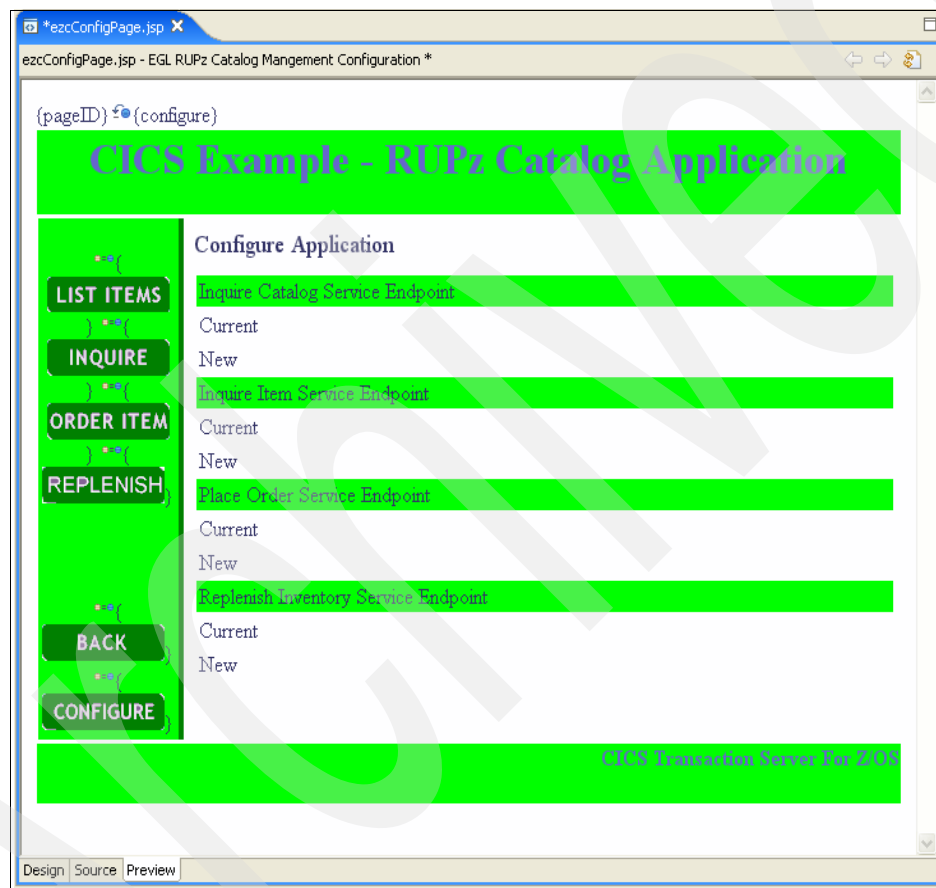 *ezcConfigPage.jsp
ezcConfigPage.jsp - EGL RUPz Catalog Mangement Configuration *
{pageID} {configure}
CICS Example - RUPz Catalog Application
Configure Application
{
LIST ITEMS
} {
INQUIRE
} {
ORDER ITEM
} {
REPLENISH }
{
BACK }
{
CONFIGURE }
Inquire Catalog Service Endpoint
Current
New
Inquire Item Service Endpoint
Current
New
Place Order Service Endpoint
Current
New
Replenish Inventory Service Endpoint
Current
New
CICS Transaction Server For Z/OS
Design Source Preview